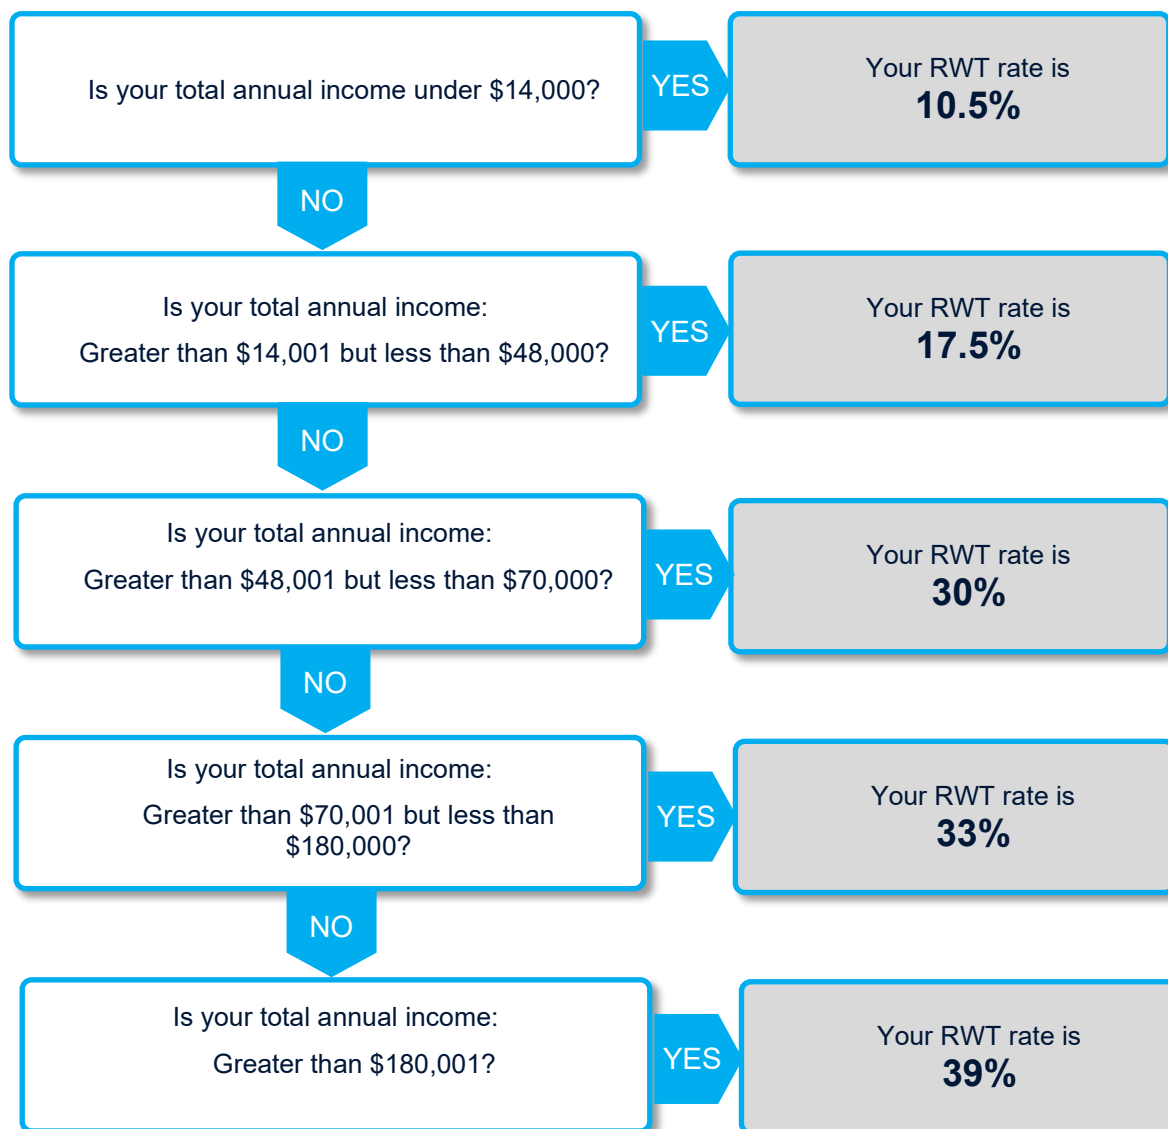 Is your total annual income under $14,000?
YES
Your RWT rate is
10.5%
NO
Is your total annual income:
Greater than $14,001 but less than $48,000?
YES
Your RWT rate is
17.5%
NO
Is your total annual income:
Greater than $48,001 but less than $70,000?
YES
Your RWT rate is
30%
NO
Is your total annual income:
Greater than $70,001 but less than
$180,000?
YES
Your RWT rate is
33%
NO
Is your total annual income:
Greater than $180,001?
YES
Your RWT rate is
39%